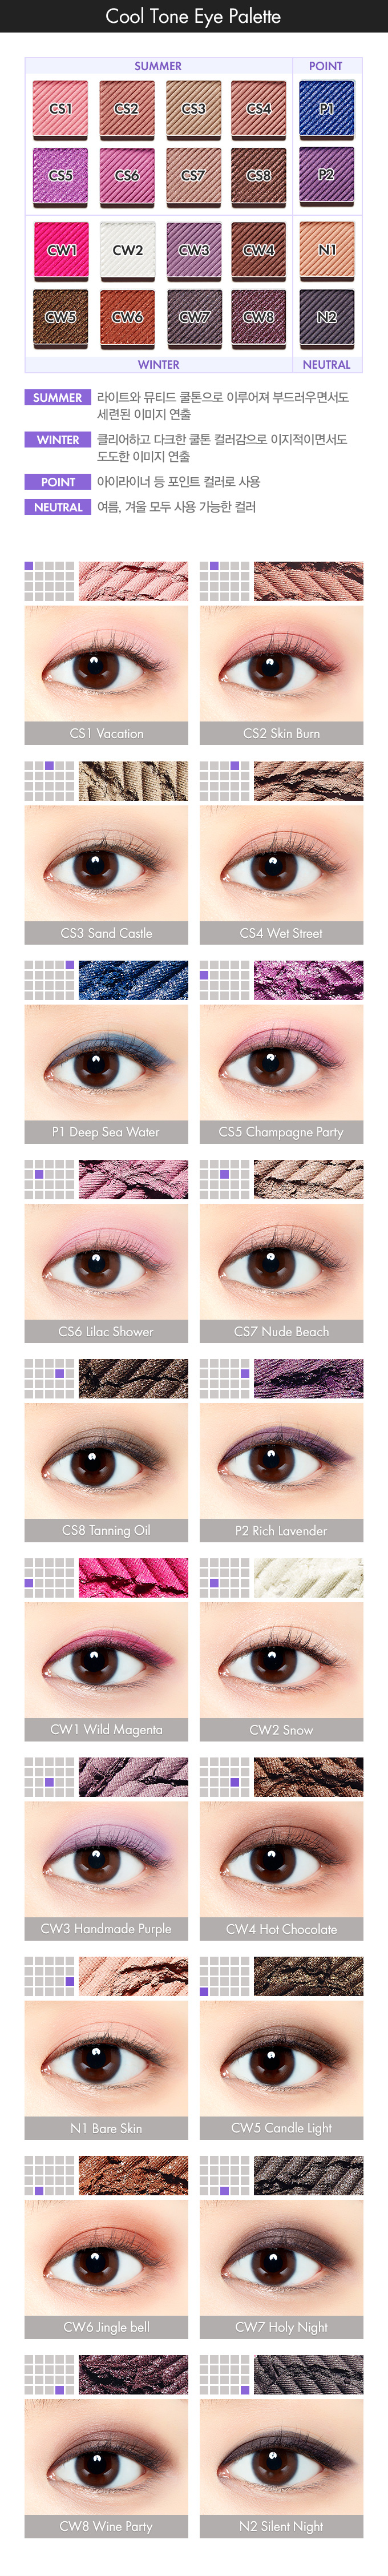 Cool Tone Eye Palette
SUMMER POINT
CS1 CS2 CS3 CS4 P1
CS5 CS6 CS7 CS8 P2
CW1 CW2 CW3 CW4 N1
CW5 CW6 CW7 CW8 N2
WINTER NEUTRAL
SUMMER 라이트와 뮤티드 쿨톤으로 이루어져 부드러우면서도
세련된 이미지 연출
WINTER 클리어하고 다크한 쿨톤 컬러감으로 이지적이면서도
도도한 이미지 연출
POINT 아이라이너 등 포인트 컬러로 사용
NEUTRAL 여름, 겨울 모두 사용 가능한 컬러
CS1 Vacation CS2 Skin Burn
CS3 Sand Castle CS4 Wet Street
P1 Deep Sea Water CS5 Champagne Party
CS6 Lilac Shower CS7 Nude Beach
CS8 Tanning Oil P2 Rich Lavender
CW1 Wild Magenta CW2 Snow
CW3 Handmade Purple CW4 Hot Chocolate
N1 Bare Skin CW5 Candle Light
CW6 Jingle bell CW7 Holy Night
CW8 Wine Party N2 Silent Night